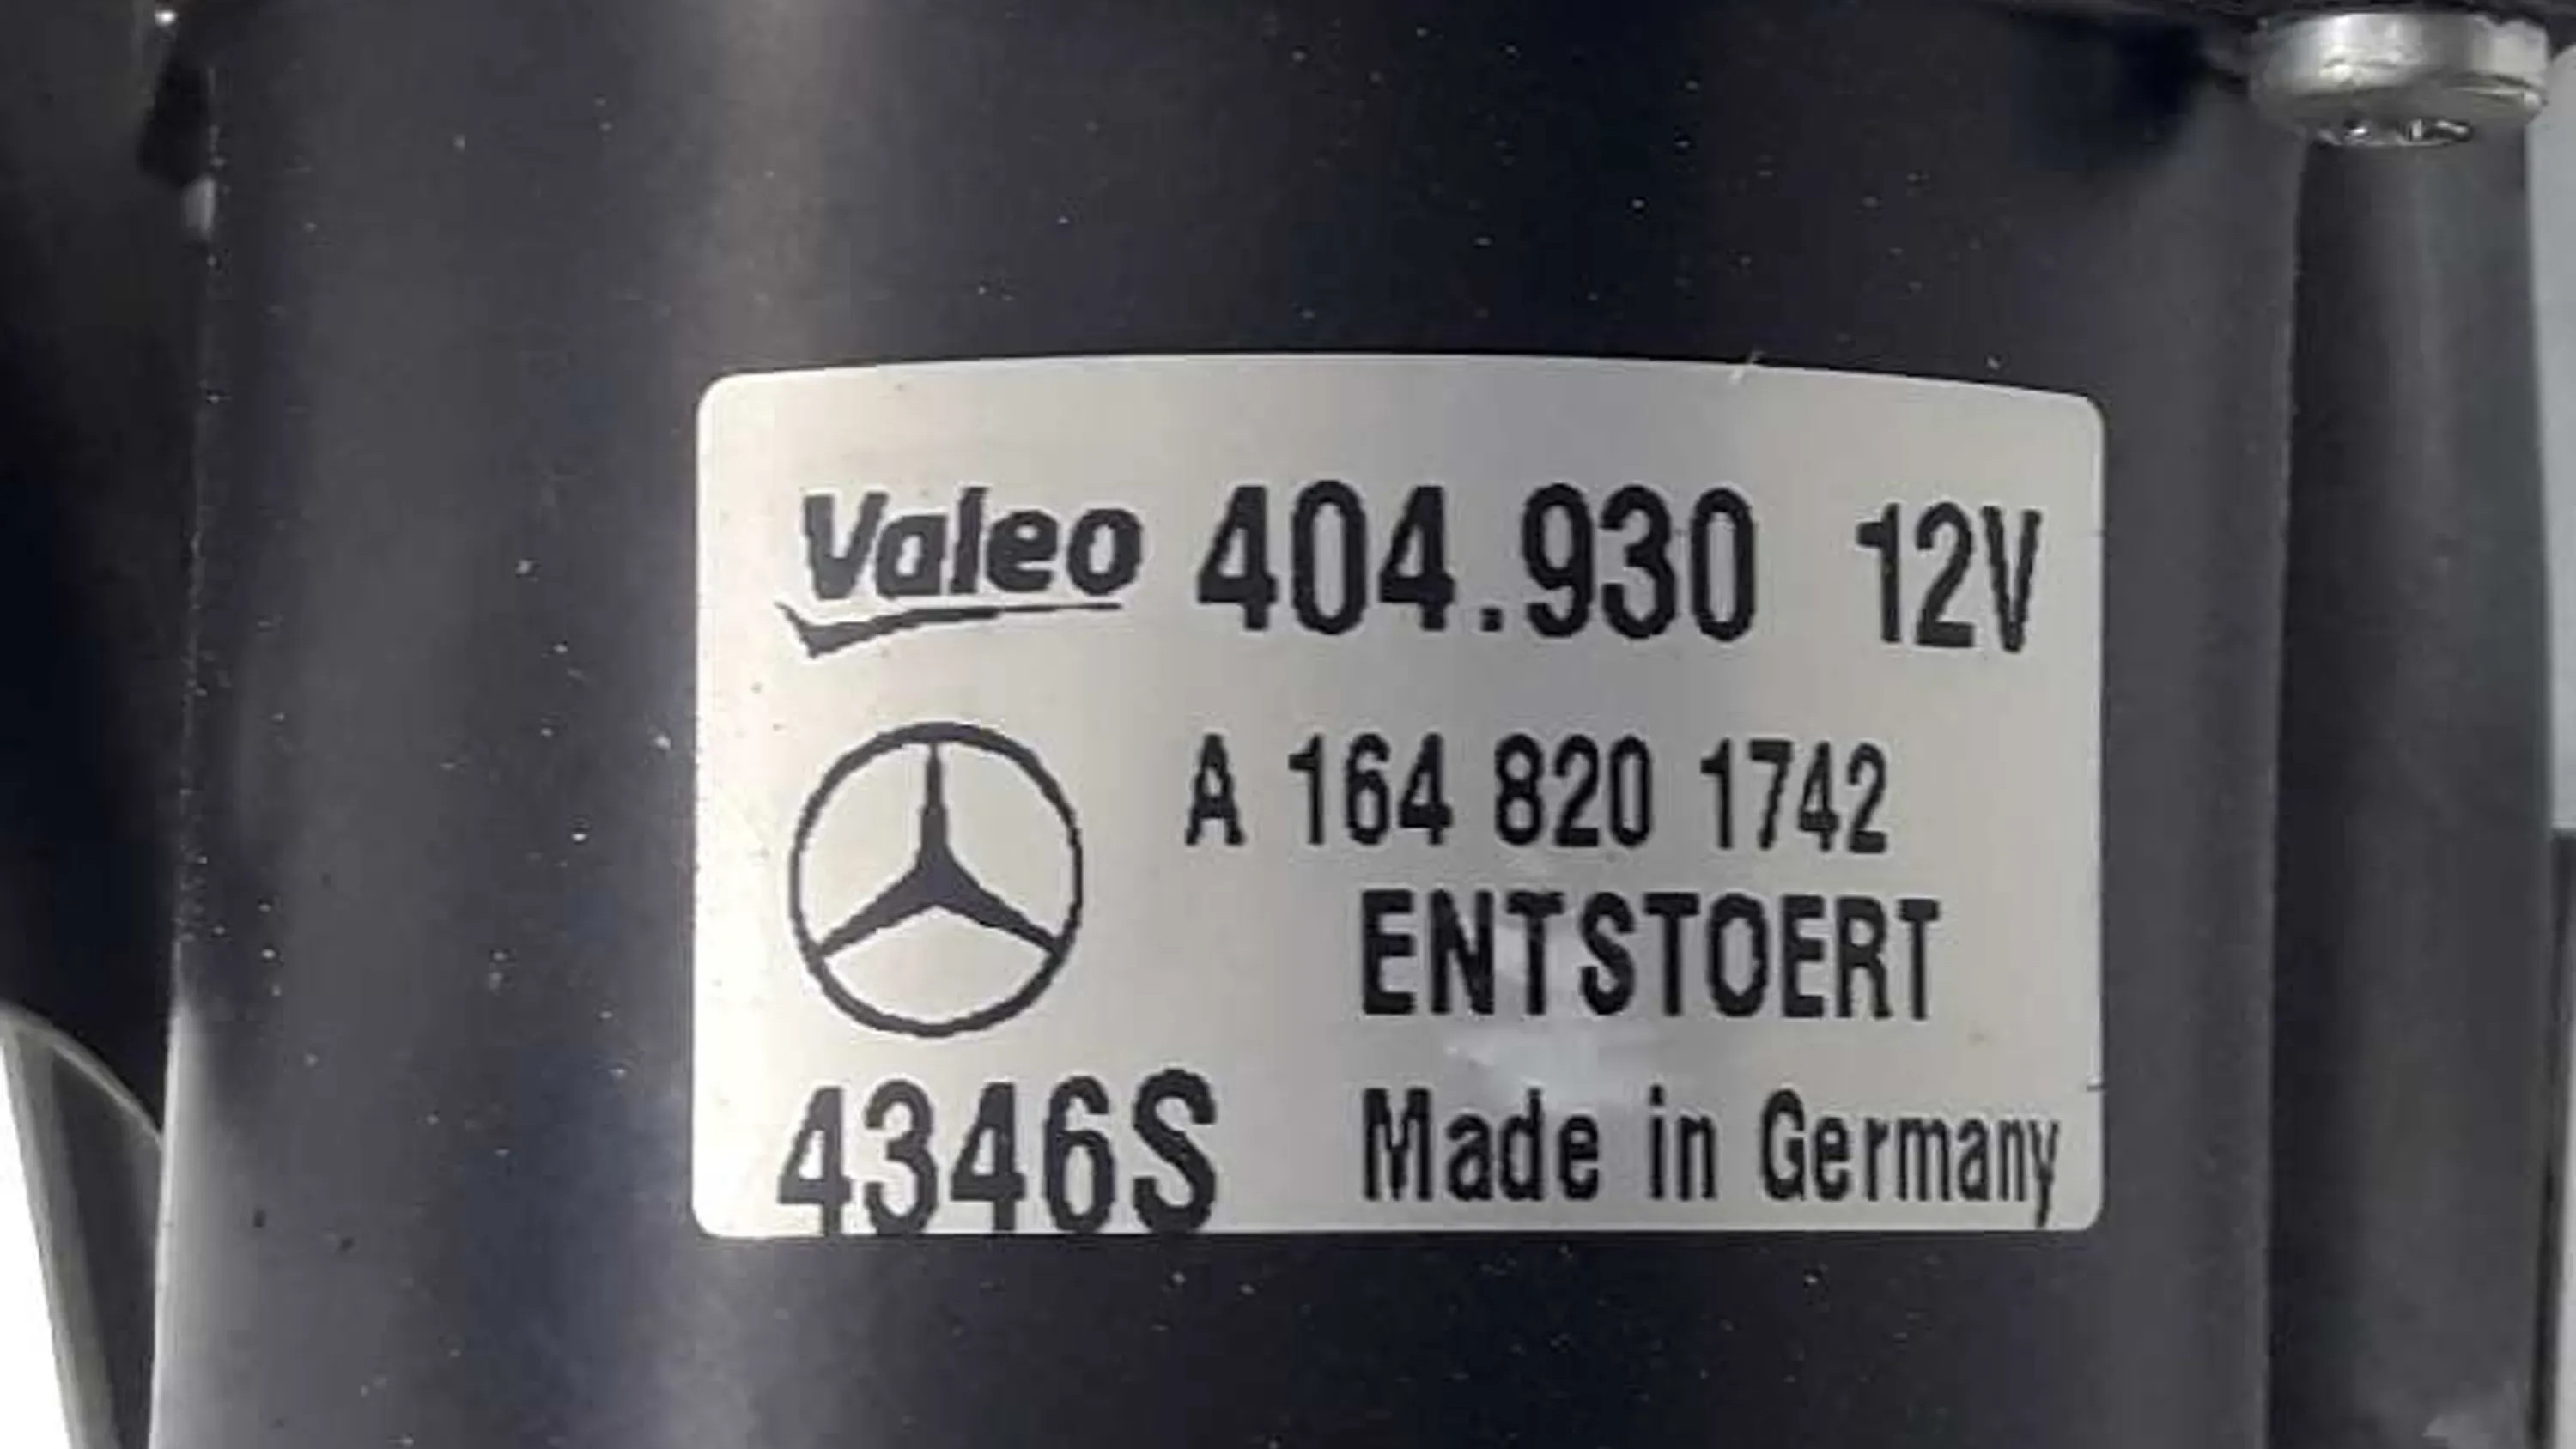 Valeo 404.930 12V
A 164 820 1742
ENTSTOERT
4346S Made in Germany